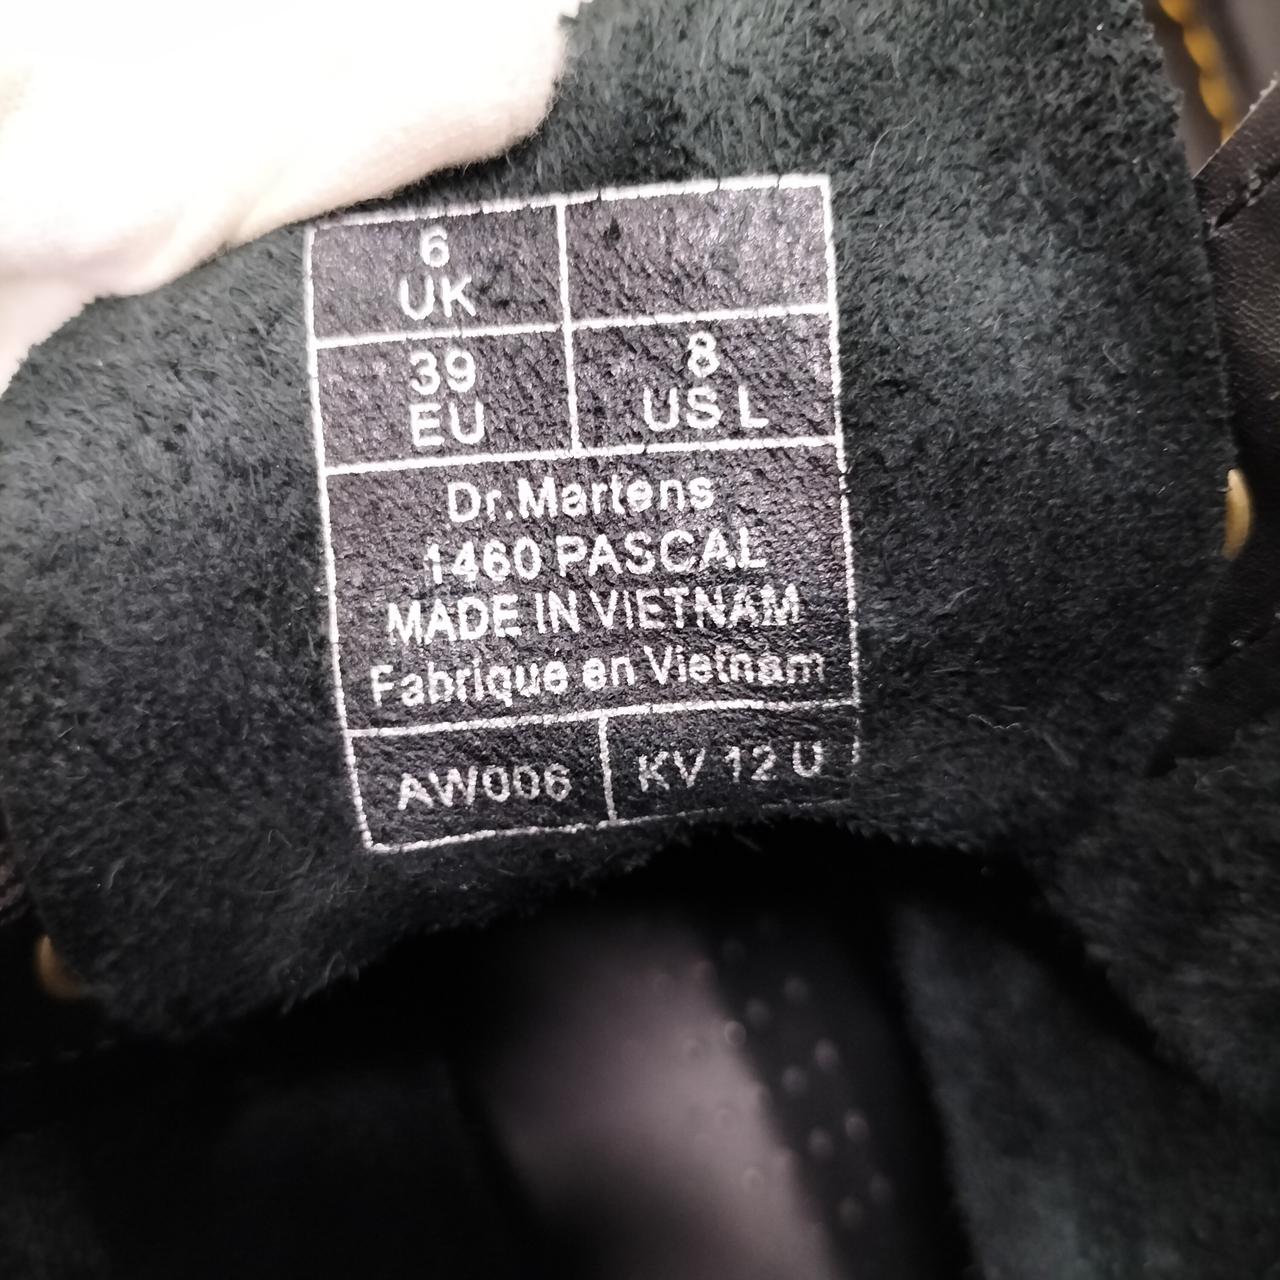 6
UK
39
EU
8
US L
Dr.Martens
1460 PASCAL
MADE IN VIETNAM
Fabrique en Vietnam
AW006
KV 12 U